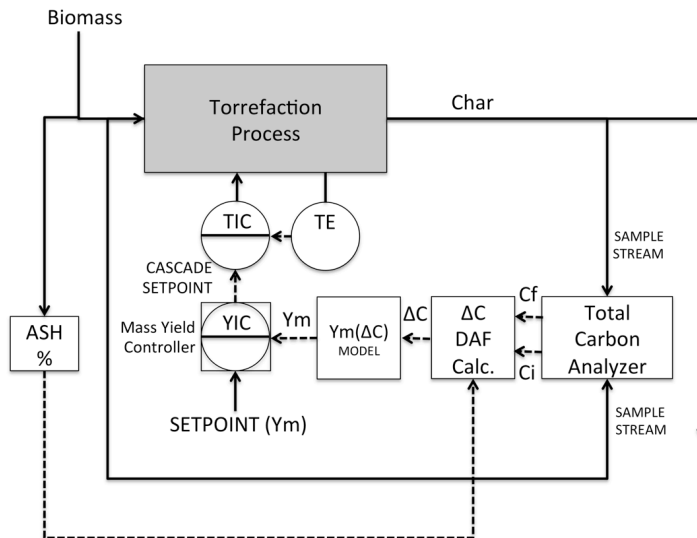 Biomass
Torrefaction
Process
Char
TIC
TE
SAMPLE
STREAM
CASCADE
SETPOINT
Cf
ASH
%
Mass Yield
Controller
YIC
Ym
Ym(ΔC)
MODEL
ΔC
ΔC
DAF
Calc.
Ci
Total
Carbon
Analyzer
SETPOINT (Ym)
SAMPLE
STREAM